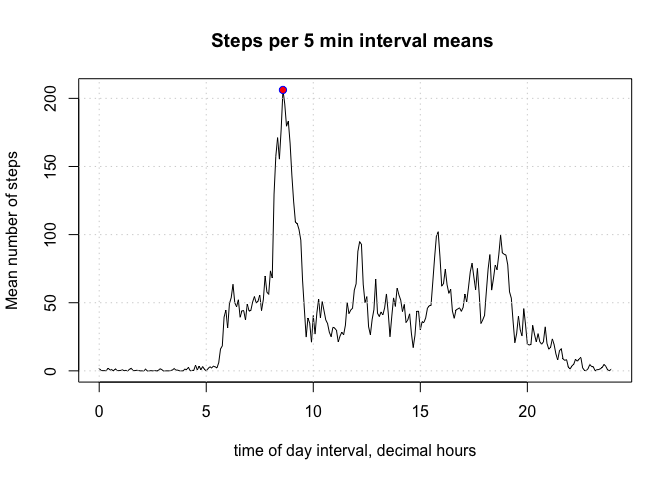 Steps per 5 min interval means
Mean number of steps
200
150
100
50
0
0 5 10 15 20
time of day interval, decimal hours